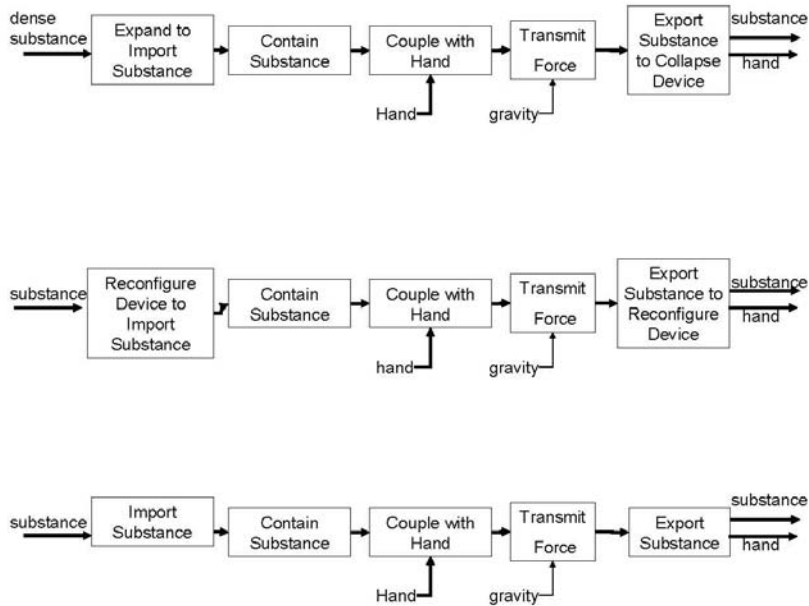 dense
substance
Expand to
Import
Substance
Contain
Substance
Couple with
Hand
Hand
Transmit
Force
gravity
Export
Substance
to Collapse
Device
substance
hand
substance
Reconfigure
Device to
Import
Substance
Contain
Substance
Couple with
Hand
hand
Transmit
Force
gravity
Export
Substance to
Reconfigure
Device
substance
hand
substance
Import
Substance
Contain
Substance
Couple with
Hand
Hand
Transmit
Force
gravity
Export
Substance
substance
hand